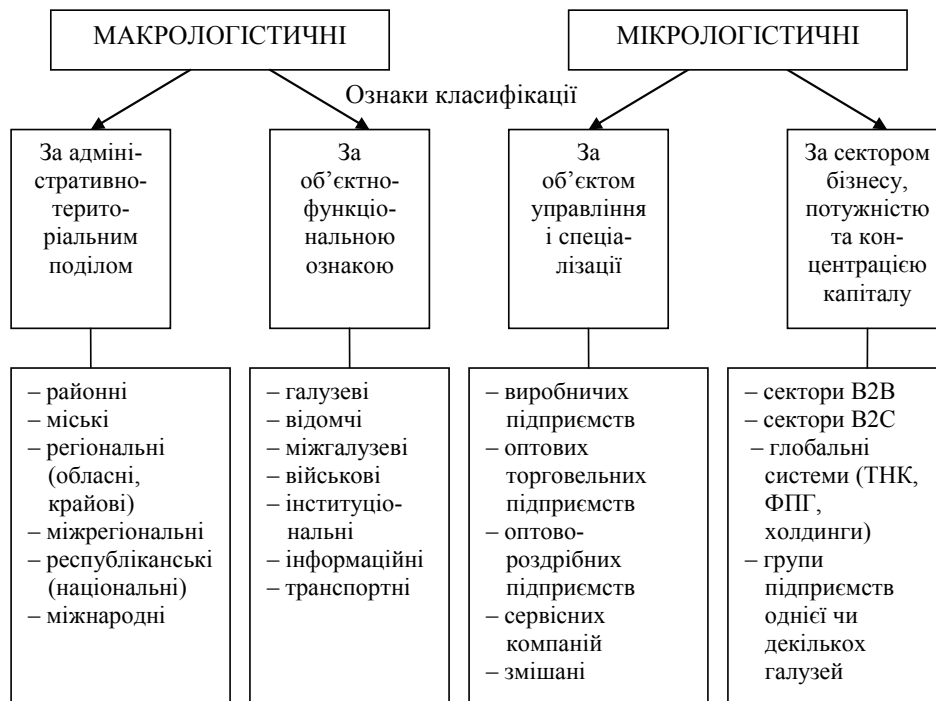 МАКРОЛОГІСТИЧНІ
МІКРОЛОГІСТИЧНІ
Ознаки класифікації
За адміні-
стративно-
терито-
ріальним
поділом
За
об’єктно-
функціо-
нальною
ознакою
За
об’єктом
управління
і спеціа-
лізації
За сектором
бізнесу,
потужністю
та кон-
центрацією
капіталу
– районні
– міські
– регіональні
(обласні,
крайові)
– міжрегіональні
– республіканські
(національні)
– міжнародні
– галузеві
– відомчі
– міжгалузеві
– військові
– інституціо-
нальні
– інформаційні
– транспортні
– виробничих
підприємств
– оптових
торговельних
підприємств
– оптово-
роздрібних
підприємств
– сервісних
компаній
– змішані
– сектори В2В
– сектори В2С
– глобальні
системи (ТНК,
ФПГ,
холдинги)
– групи
підприємств
однієї чи
декількох
галузей